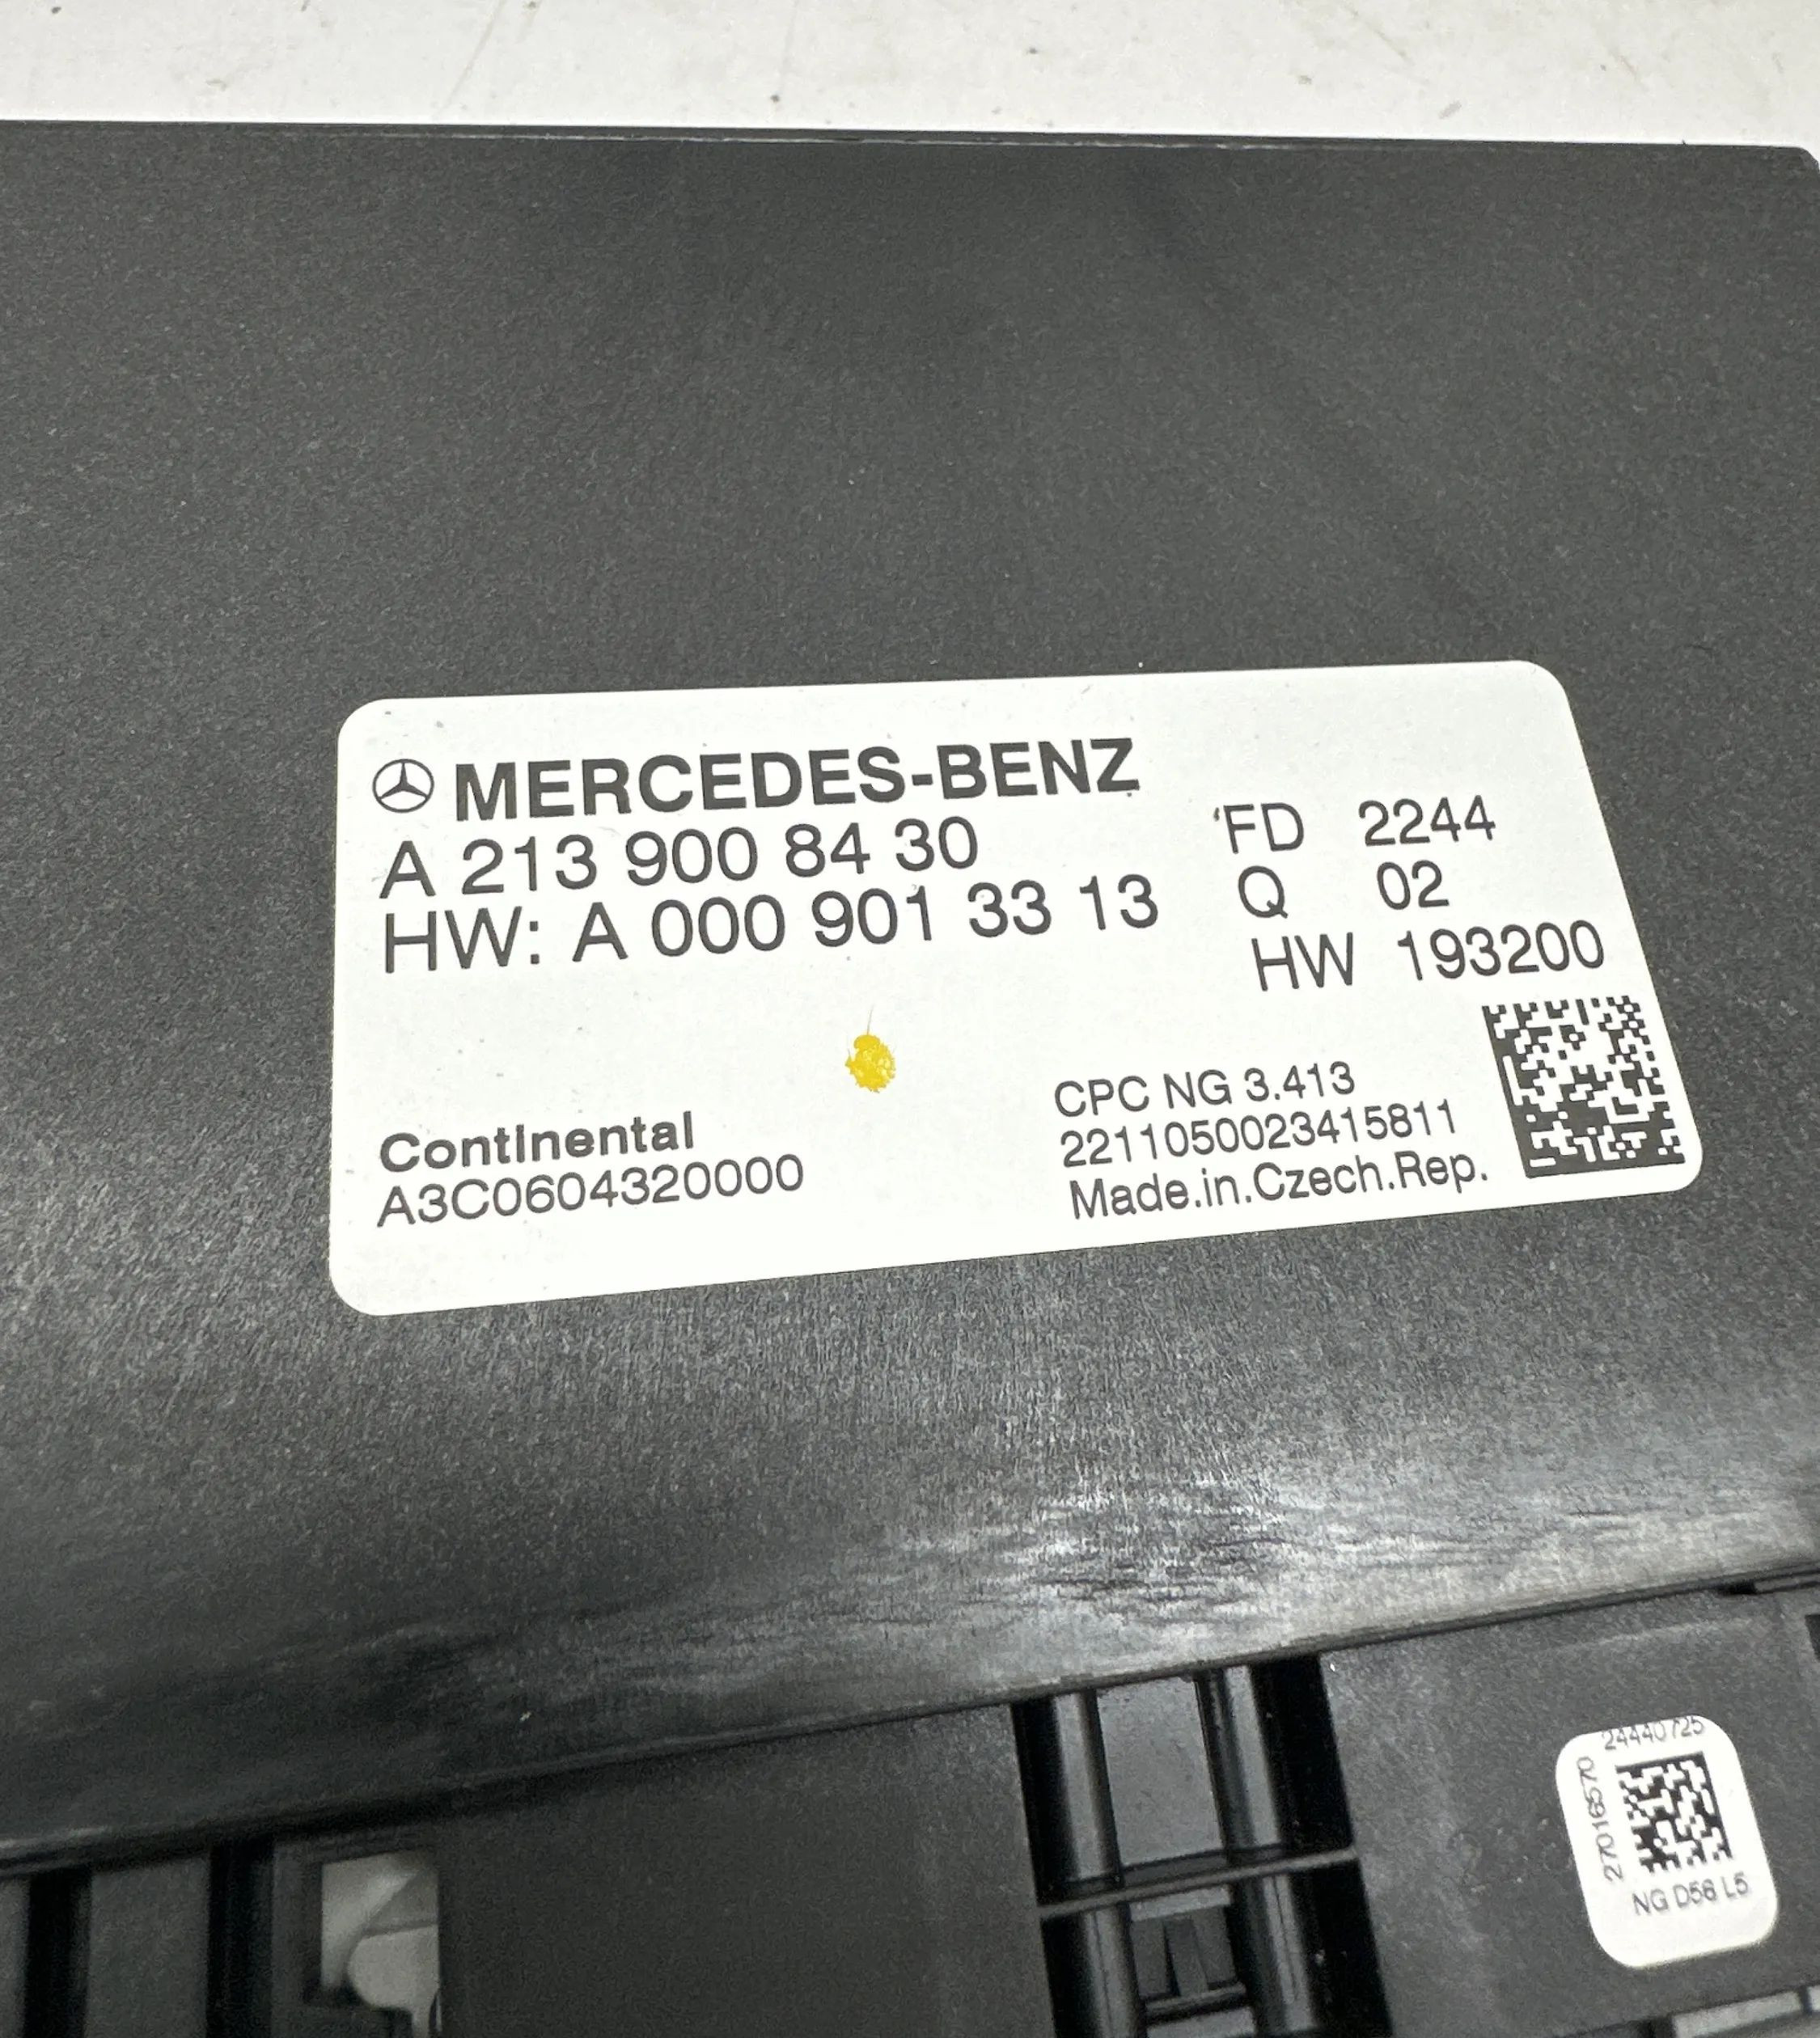 MERCEDES-BENZ
A 213 900 84 30
HW: A 000 901 33 13
FD 2244
Q 02
HW 193200
Continental
A3C0604320000
CPC NG 3.413
2211050023415811
Made.in.Czech.Rep.
24440725
27016570
NG D56 L5